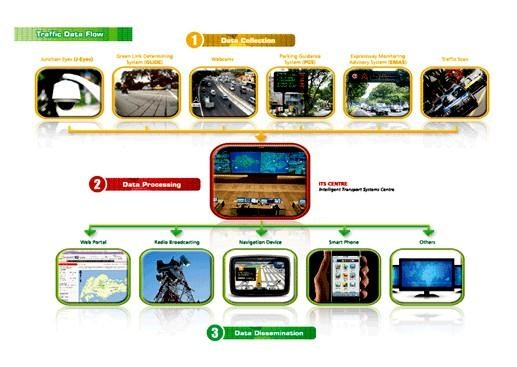 Traffic Data Flow
1 Data Collection
Junction Eyes (J-Eyes)
Green Link Determining
System (GLIDE)
Webcams
Parking Guidance
System (PGS)
Expressway Monitoring
Advisory System (EMAS)
Traffic Scan
2 Data Processing
ITS CENTRE
Intelligent Transport Systems Centre
Web Portal
Radio Broadcasting
Navigation Device
Smart Phone
Others
3 Data Dissemination